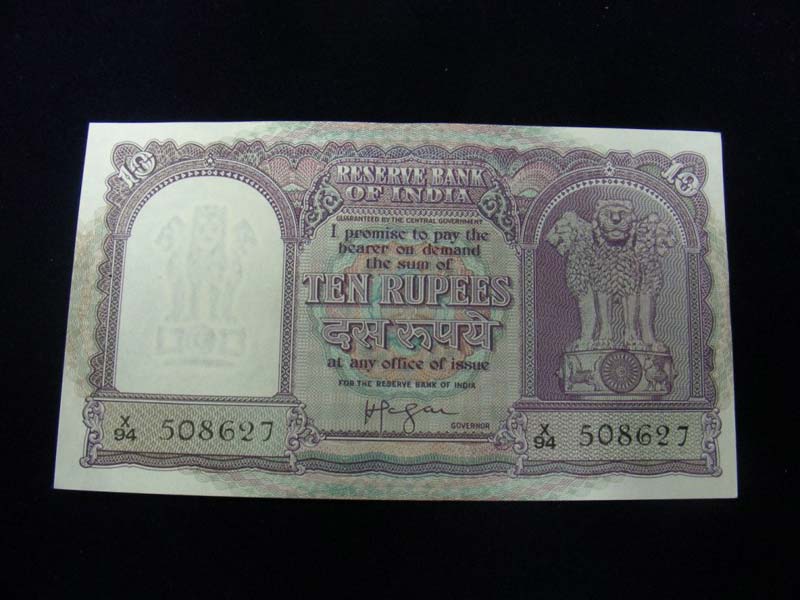 10
10
RESERVE BANK
OF INDIA
GUARANTEED BY THE CENTRAL GOVERNMENT
I promise to pay the
bearer on demand
the sum of
TEN RUPEES
दस रुपये
at any office of issue
FOR THE RESERVE BANK OF INDIA
GOVERNOR
X/94 508627
X/94 508627